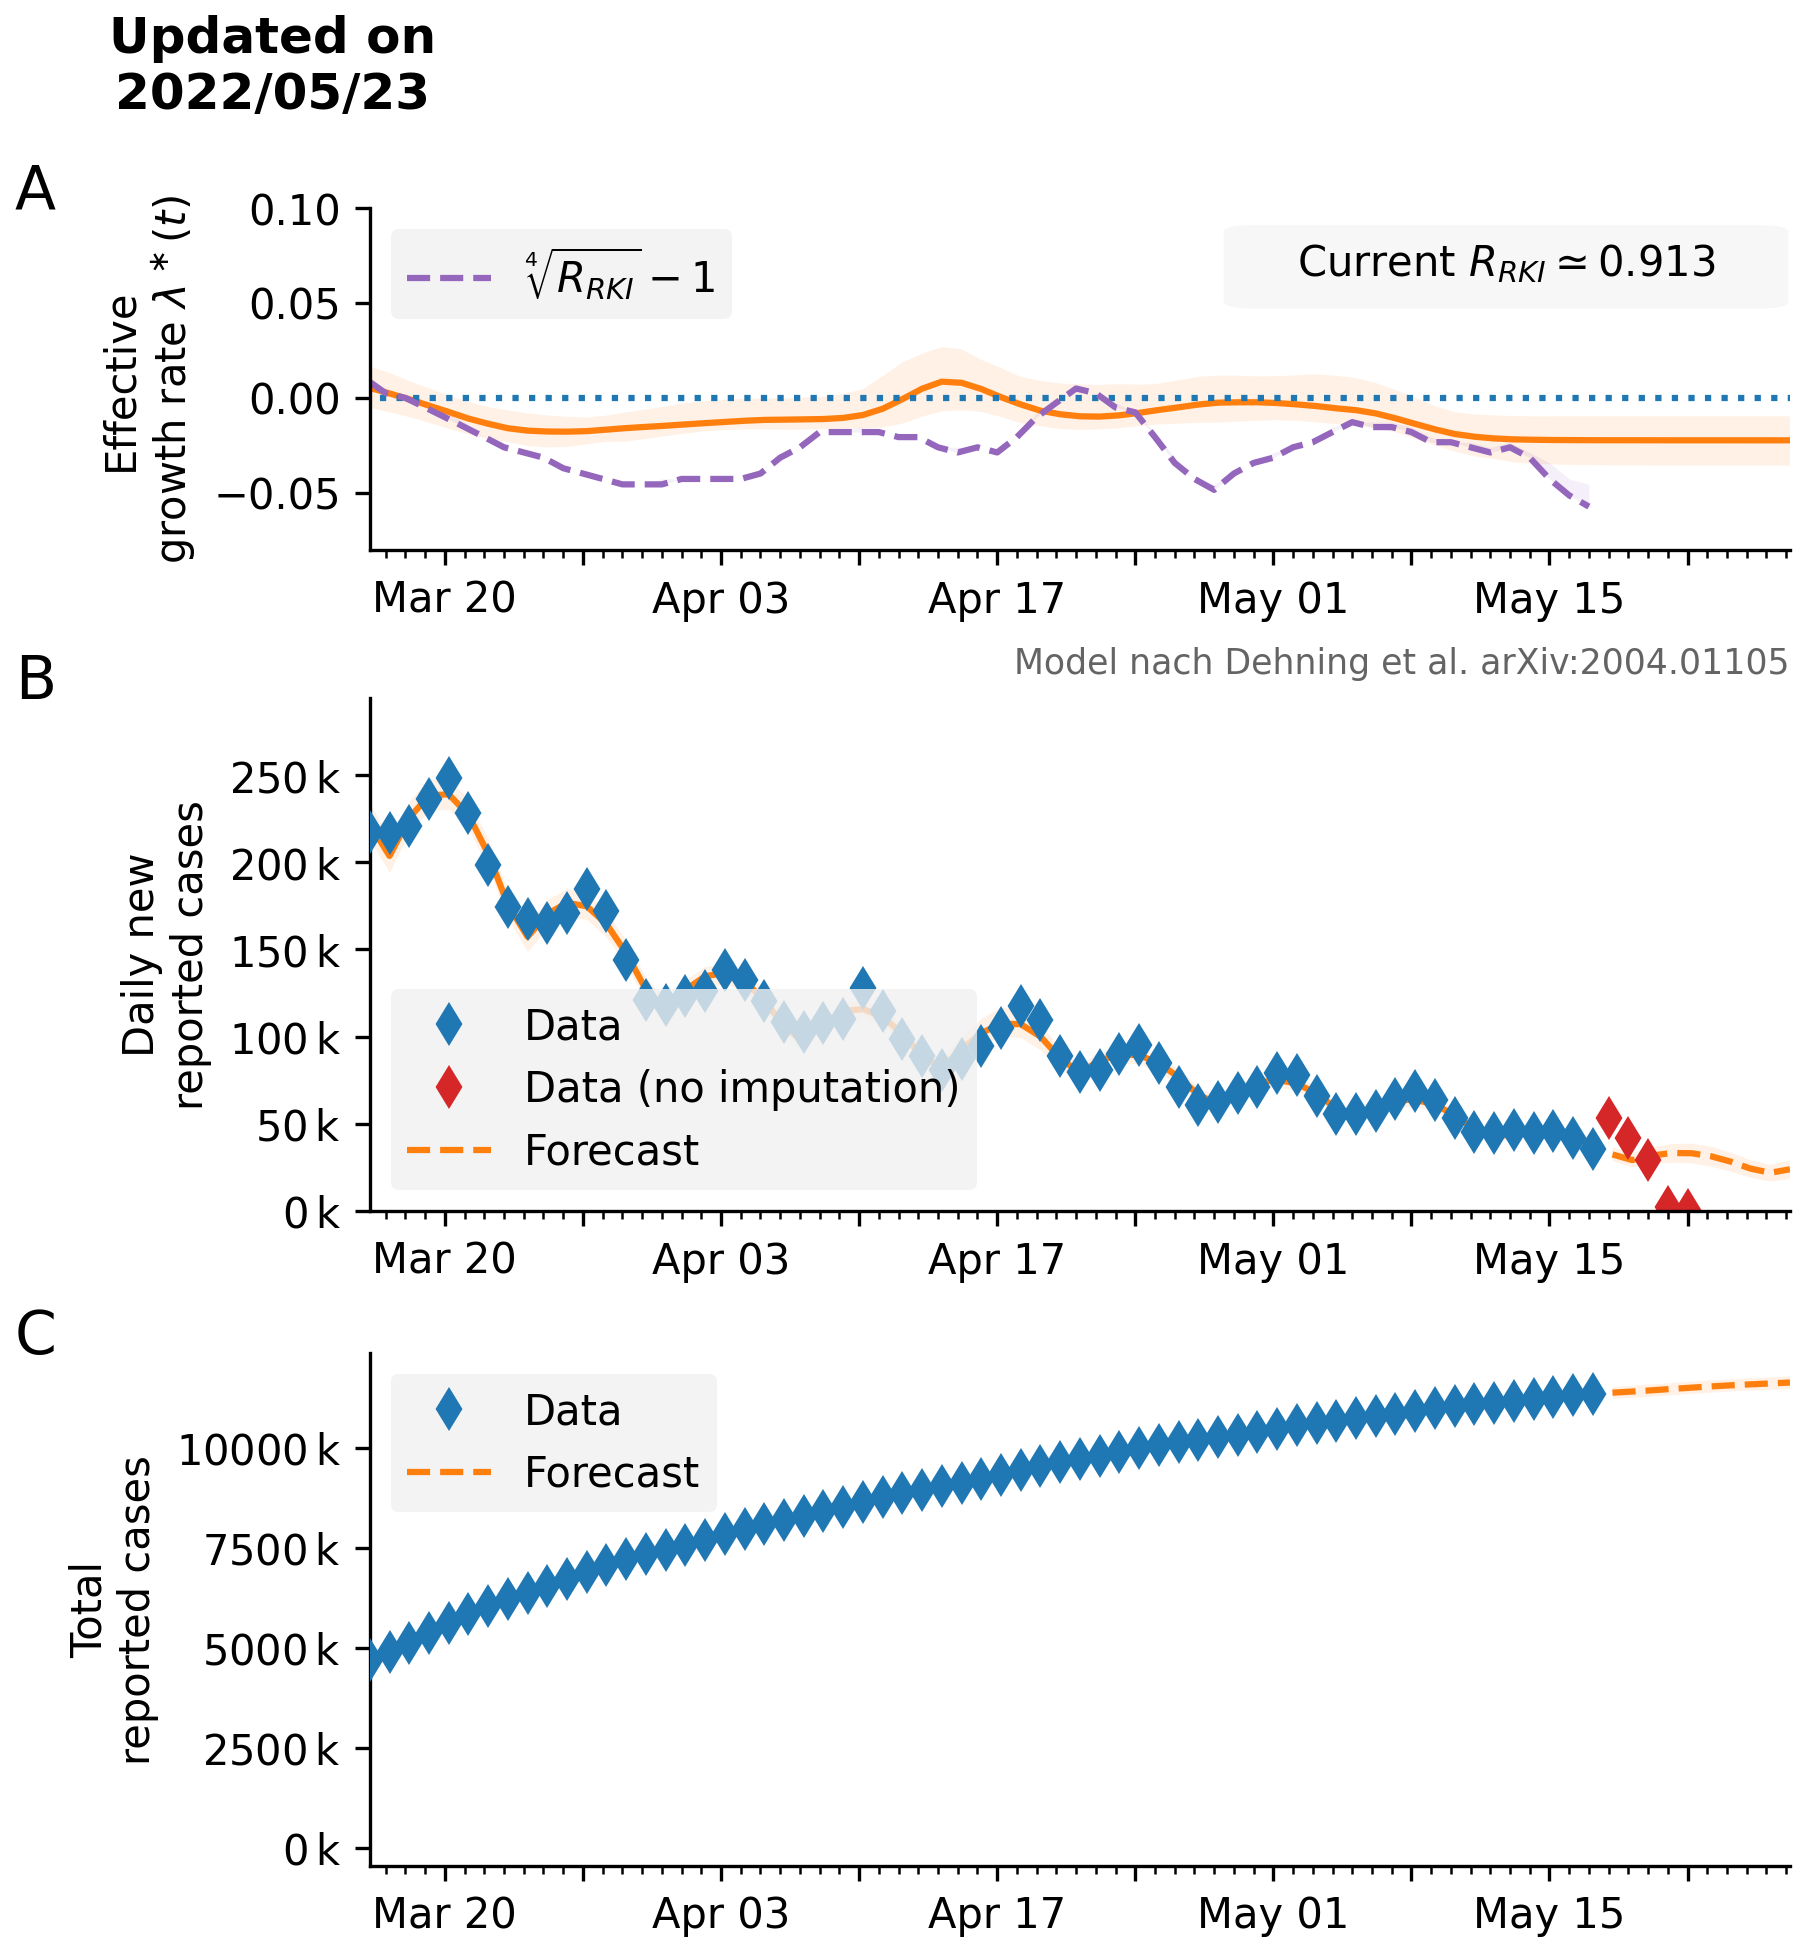 Updated on
2022/05/23
A
Effective
growth rate λ * (t)
0.10
0.05
0.00
−0.05
∜R_RKI − 1
Current R_RKI ≃ 0.913
Mar 20
Apr 03
Apr 17
May 01
May 15
Model nach Dehning et al. arXiv:2004.01105
B
Daily new
reported cases
250 k
200 k
150 k
100 k
50 k
0 k
Data
Data (no imputation)
Forecast
Mar 20
Apr 03
Apr 17
May 01
May 15
C
Total
reported cases
10000 k
7500 k
5000 k
2500 k
0 k
Data
Forecast
Mar 20
Apr 03
Apr 17
May 01
May 15